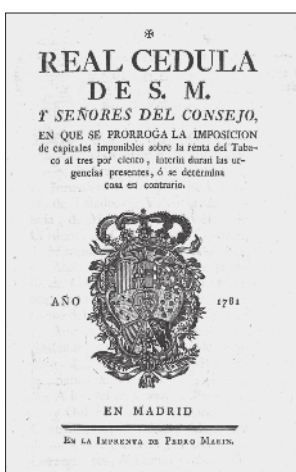 REAL CEDULA
DE S. M.
Y SEÑORES DEL CONSEJO,
EN QUE SE PRORROGA LA IMPOSICION
de capitales imponibles sobre la renta del Taba-
co al tres por ciento, interin duran las ur-
gencias presentes, ó se determina
cosa en contrario.
AÑO 1781
EN MADRID
EN LA IMPRENTA DE PEDRO MARIN.